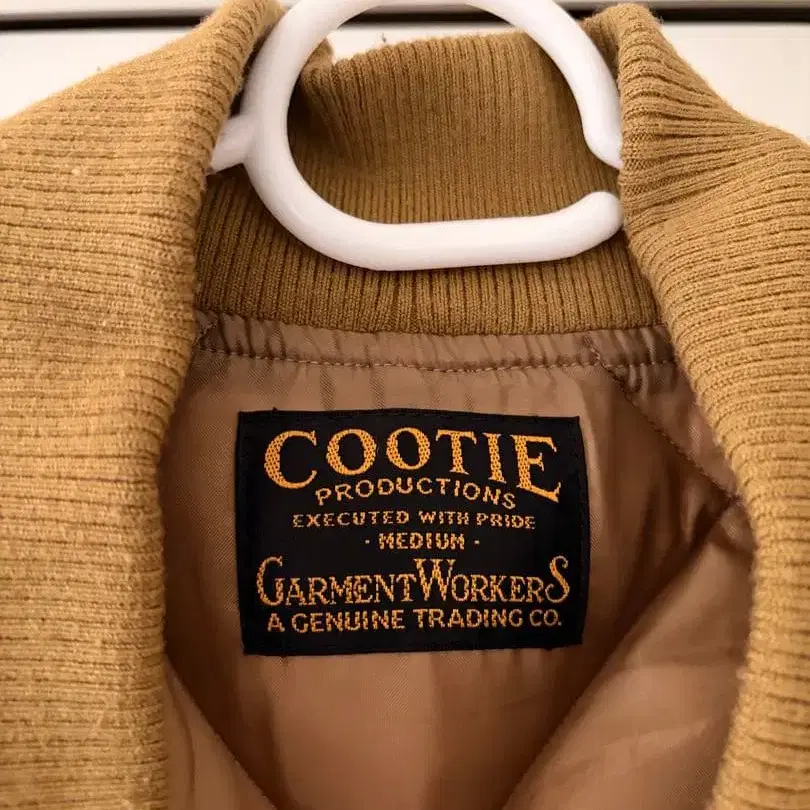 COOTIE
PRODUCTIONS
EXECUTED WITH PRIDE
· MEDIUM ·
GARMENTWORKERS
A GENUINE TRADING CO.